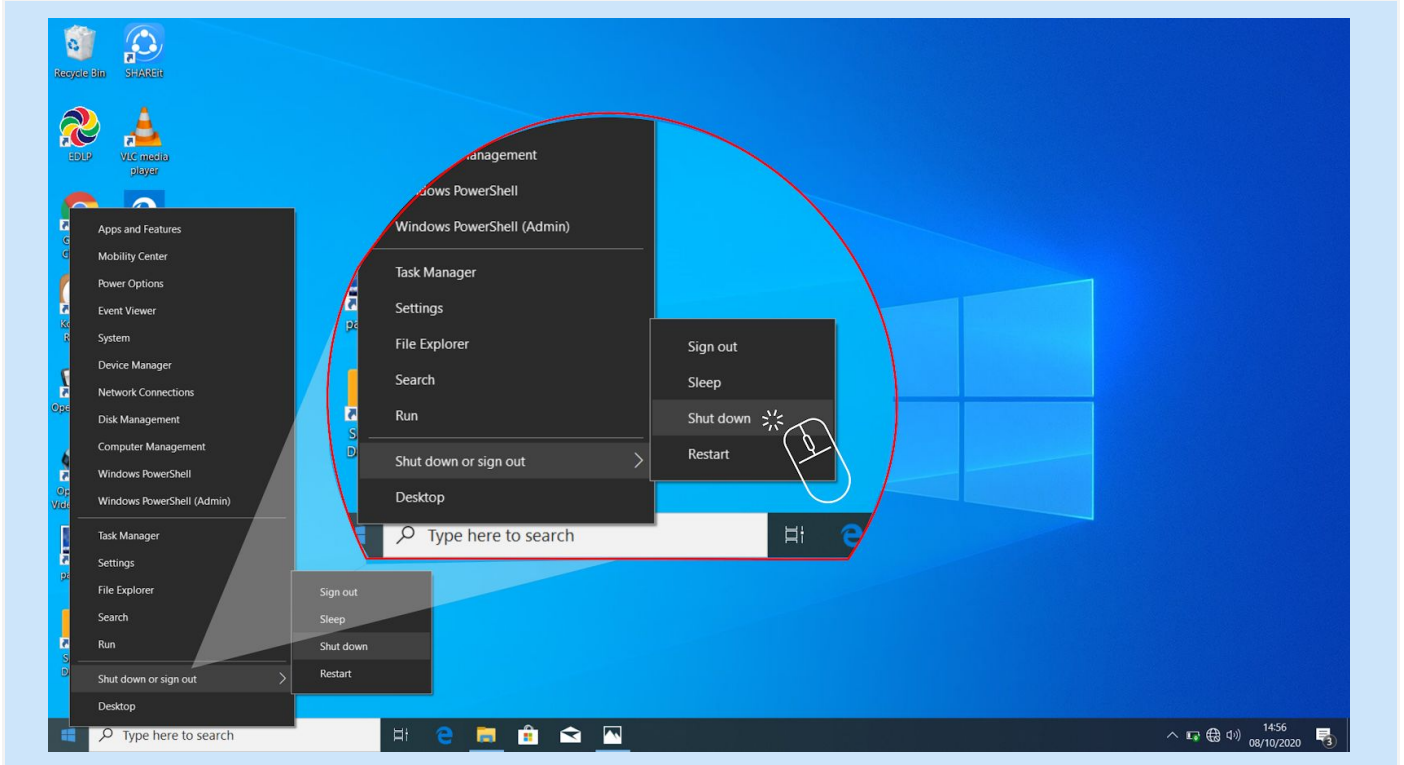 Recycle Bin
SHAREit
EDLP
VLC media
player
Apps and Features
Mobility Center
Power Options
Event Viewer
System
Device Manager
Network Connections
Disk Management
Computer Management
Windows PowerShell
Windows PowerShell (Admin)
Task Manager
Settings
File Explorer
Search
Run
Shut down or sign out
Desktop
Sign out
Sleep
Shut down
Restart
Windows PowerShell (Admin)
Task Manager
Settings
File Explorer
Search
Run
Shut down or sign out
Desktop
Type here to search
Sign out
Sleep
Shut down
Restart
Type here to search
14:56
08/10/2020
3